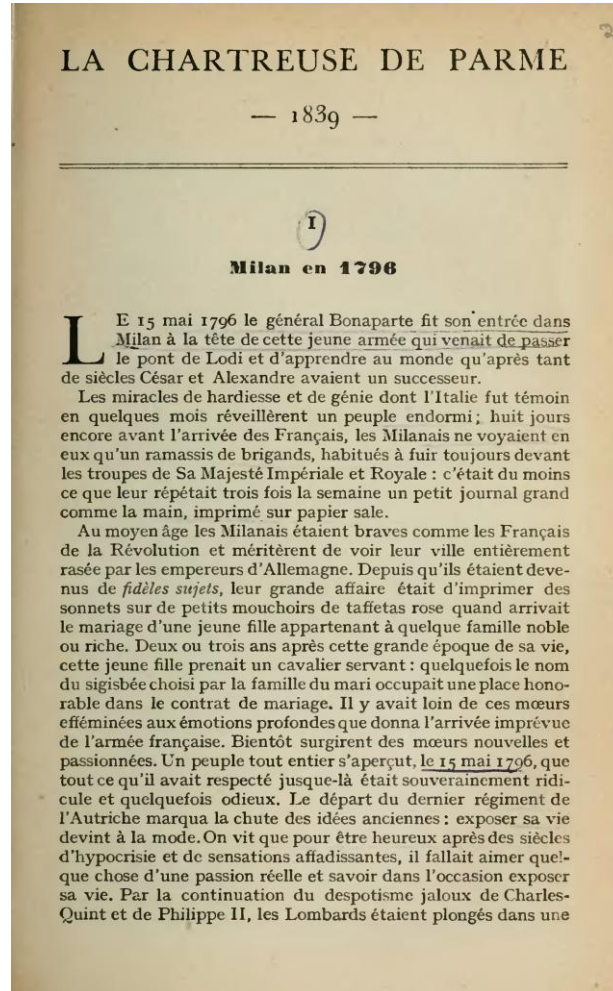 LA CHARTREUSE DE PARME
— 1839 —
I
Milan en 1796
LE 15 mai 1796 le général Bonaparte fit son entrée dans
Milan à la tête de cette jeune armée qui venait de passer
le pont de Lodi et d'apprendre au monde qu'après tant
de siècles César et Alexandre avaient un successeur.
Les miracles de hardiesse et de génie dont l'Italie fut témoin
en quelques mois réveillèrent un peuple endormi; huit jours
encore avant l'arrivée des Français, les Milanais ne voyaient en
eux qu'un ramassis de brigands, habitués à fuir toujours devant
les troupes de Sa Majesté Impériale et Royale : c'était du moins
ce que leur répétait trois fois la semaine un petit journal grand
comme la main, imprimé sur papier sale.
Au moyen âge les Milanais étaient braves comme les Français
de la Révolution et méritèrent de voir leur ville entièrement
rasée par les empereurs d'Allemagne. Depuis qu'ils étaient deve-
nus de fidèles sujets, leur grande affaire était d'imprimer des
sonnets sur de petits mouchoirs de taffetas rose quand arrivait
le mariage d'une jeune fille appartenant à quelque famille noble
ou riche. Deux ou trois ans après cette grande époque de sa vie,
cette jeune fille prenait un cavalier servant : quelquefois le nom
du sigisbée choisi par la famille du mari occupait une place hono-
rable dans le contrat de mariage. Il y avait loin de ces mœurs
efféminées aux émotions profondes que donna l'arrivée imprévue
de l'armée française. Bientôt surgirent des mœurs nouvelles et
passionnées. Un peuple tout entier s'aperçut, le 15 mai 1796, que
tout ce qu'il avait respecté jusque-là était souverainement ridi-
cule et quelquefois odieux. Le départ du dernier régiment de
l'Autriche marqua la chute des idées anciennes : exposer sa vie
devint à la mode. On vit que pour être heureux après des siècles
d'hypocrisie et de sensations affadissantes, il fallait aimer quel-
que chose d'une passion réelle et savoir dans l'occasion exposer
sa vie. Par la continuation du despotisme jaloux de Charles-
Quint et de Philippe II, les Lombards étaient plongés dans une